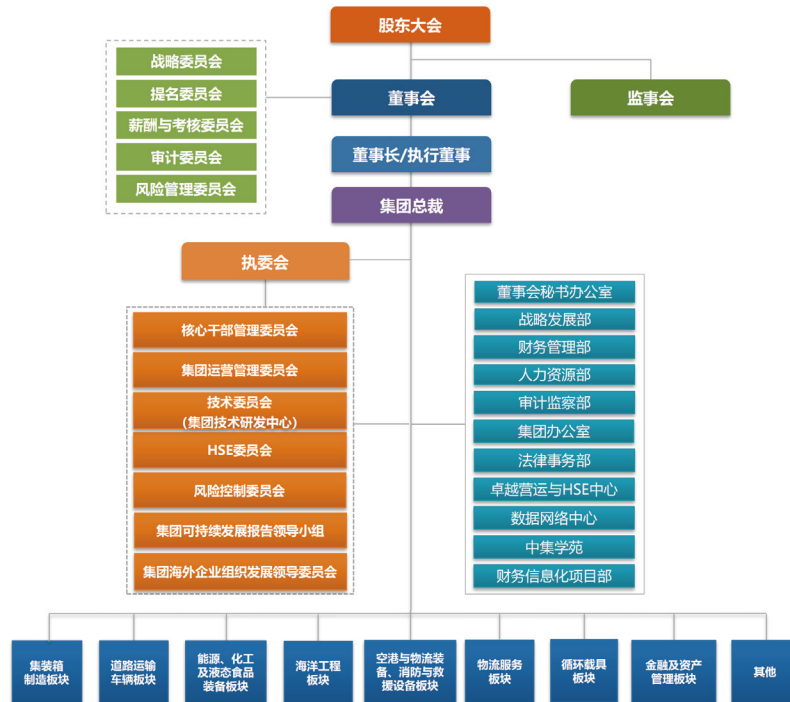 股东大会
战略委员会
提名委员会
薪酬与考核委员会
审计委员会
风险管理委员会
董事会
监事会
董事长/执行董事
集团总裁
执委会
核心干部管理委员会
集团运营管理委员会
技术委员会
（集团技术研发中心）
HSE委员会
风险控制委员会
集团可持续发展报告领导小组
集团海外企业组织发展领导委员会
董事会秘书办公室
战略发展部
财务管理部
人力资源部
审计监察部
集团办公室
法律事务部
卓越营运与HSE中心
数据网络中心
中集学苑
财务信息化项目部
集装箱
制造板块
道路运输
车辆板块
能源、化工
及液态食品
装备板块
海洋工程
板块
空港与物流装
备、消防与救
援设备板块
物流服务
板块
循环载具
板块
金融及资产
管理板块
其他